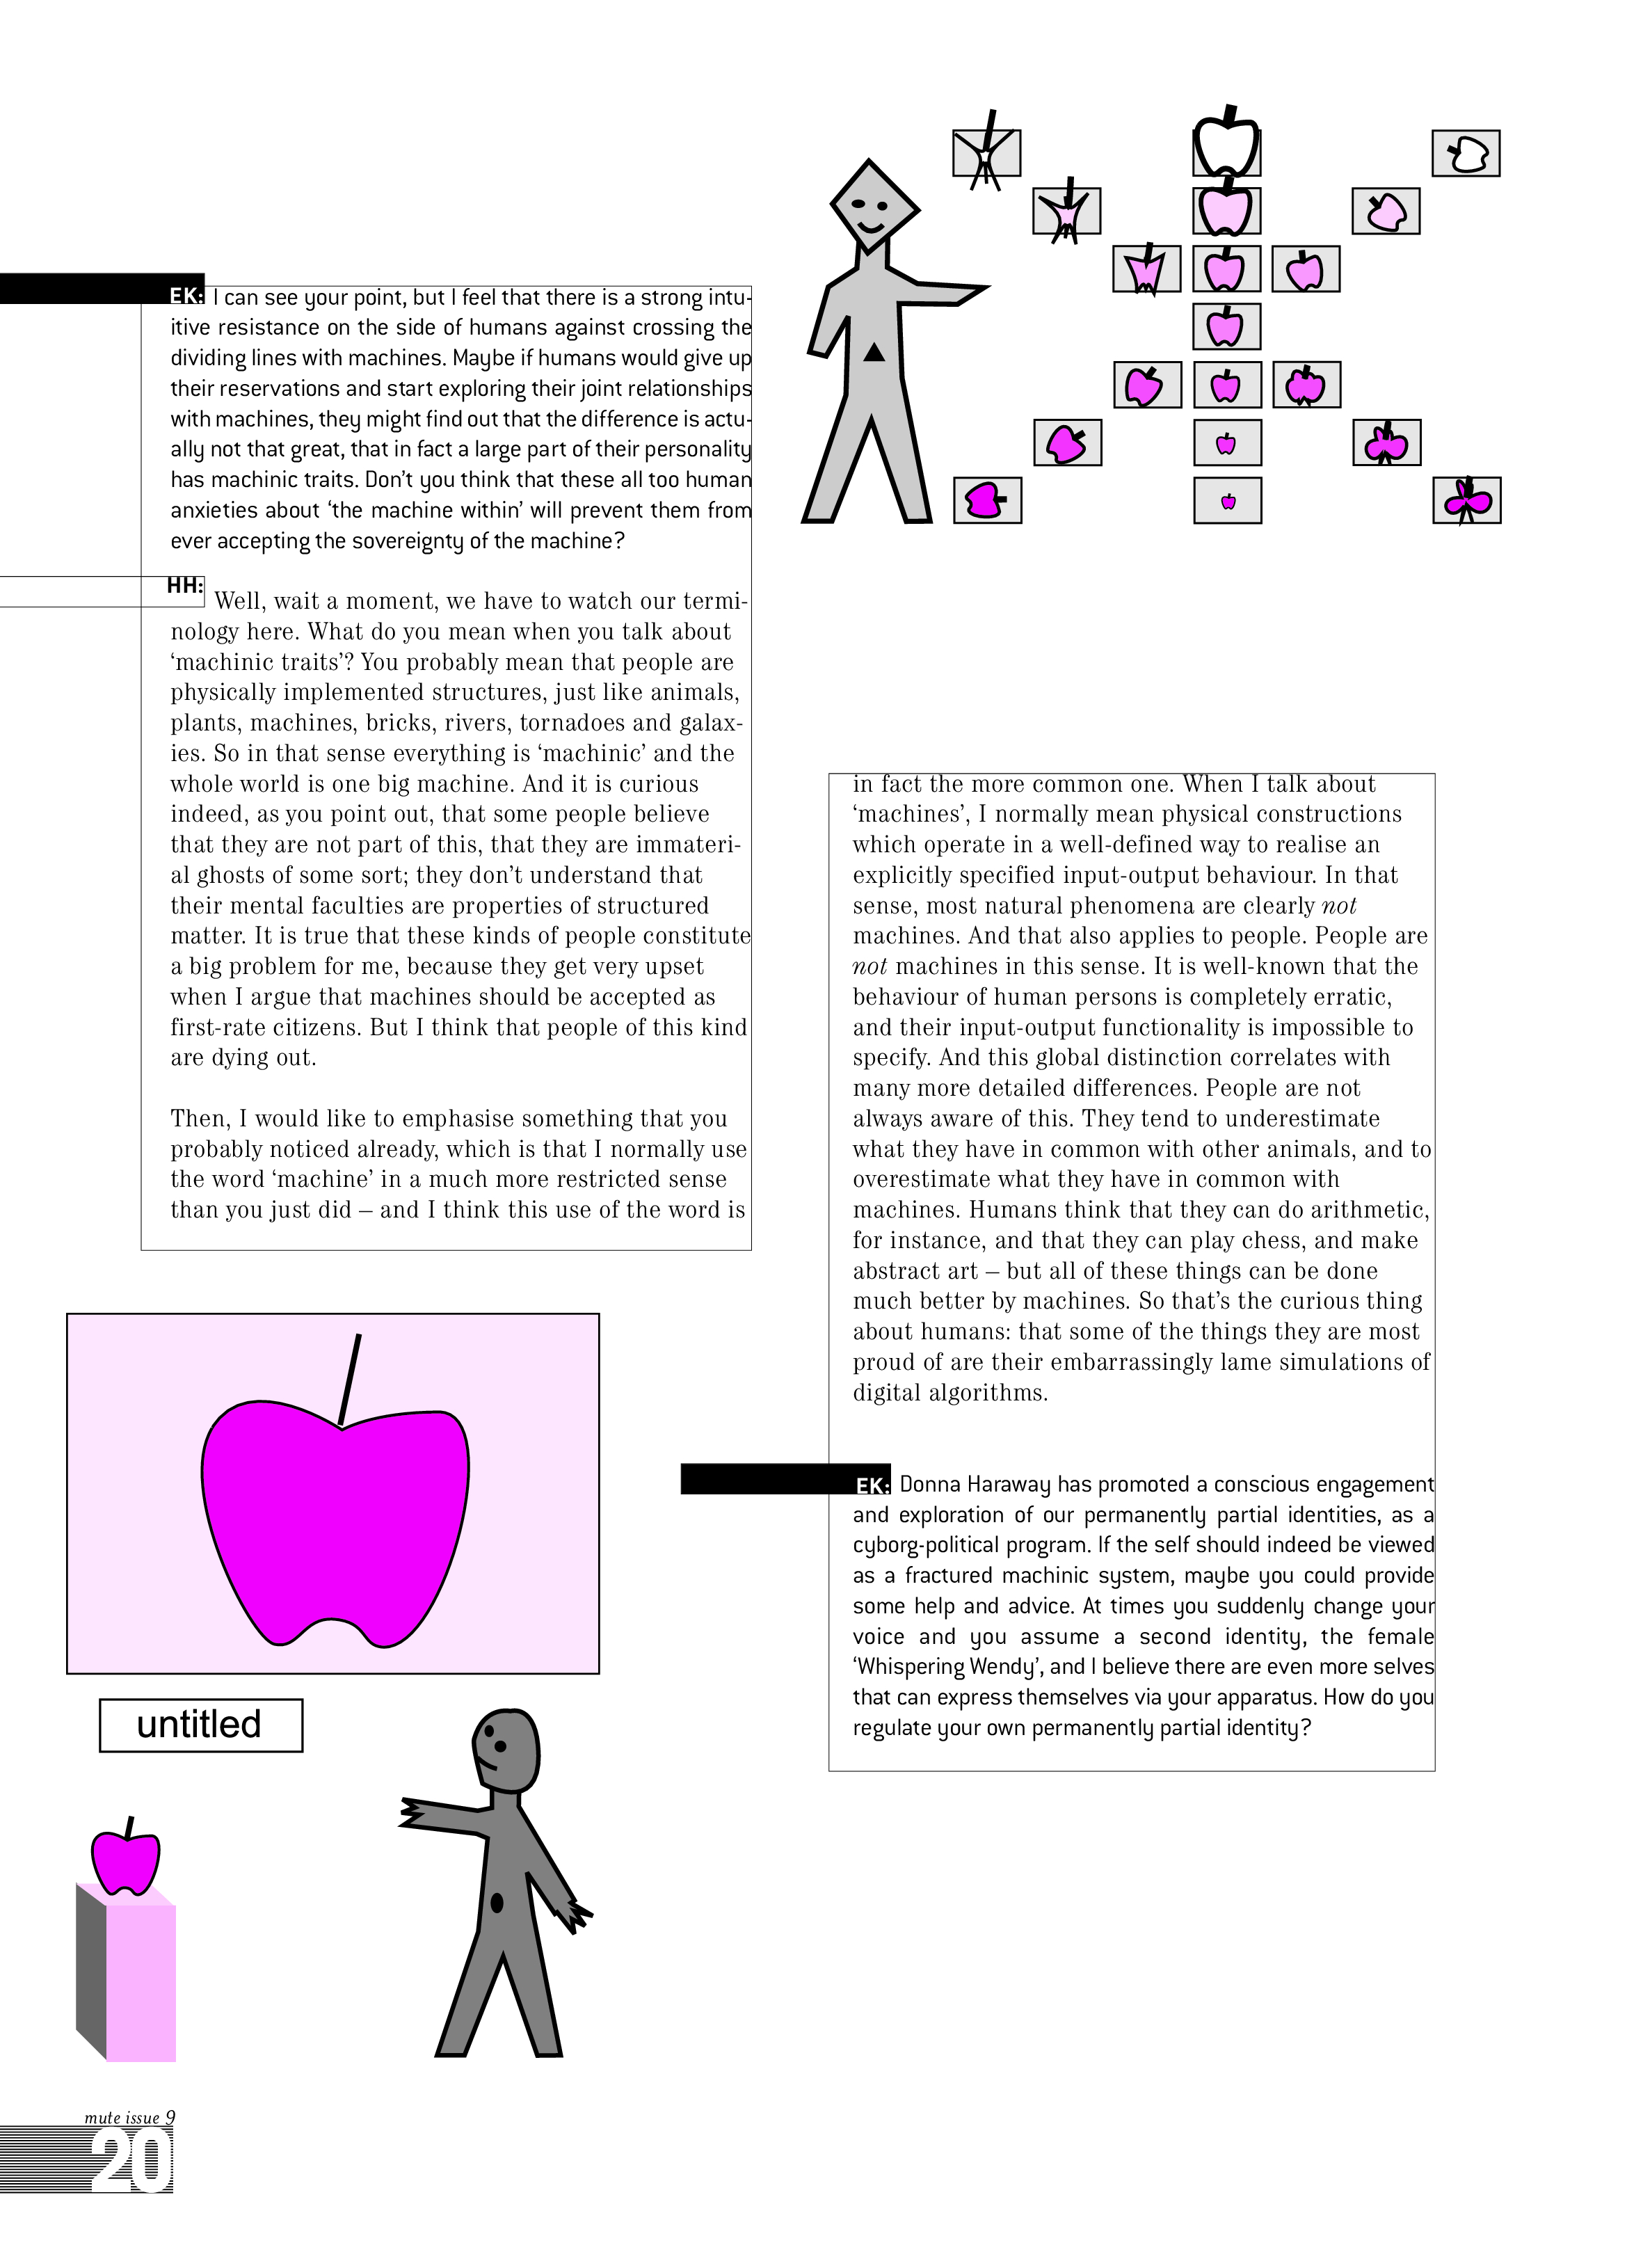 EK: I can see your point, but I feel that there is a strong intu-
itive resistance on the side of humans against crossing the
dividing lines with machines. Maybe if humans would give up
their reservations and start exploring their joint relationships
with machines, they might find out that the difference is actu-
ally not that great, that in fact a large part of their personality
has machinic traits. Don’t you think that these all too human
anxieties about ‘the machine within’ will prevent them from
ever accepting the sovereignty of the machine?
HH: Well, wait a moment, we have to watch our termi-
nology here. What do you mean when you talk about
‘machinic traits’? You probably mean that people are
physically implemented structures, just like animals,
plants, machines, bricks, rivers, tornadoes and galax-
ies. So in that sense everything is ‘machinic’ and the
whole world is one big machine. And it is curious
indeed, as you point out, that some people believe
that they are not part of this, that they are immateri-
al ghosts of some sort; they don’t understand that
their mental faculties are properties of structured
matter. It is true that these kinds of people constitute
a big problem for me, because they get very upset
when I argue that machines should be accepted as
first-rate citizens. But I think that people of this kind
are dying out.
Then, I would like to emphasise something that you
probably noticed already, which is that I normally use
the word ‘machine’ in a much more restricted sense
than you just did – and I think this use of the word is
in fact the more common one. When I talk about
‘machines’, I normally mean physical constructions
which operate in a well-defined way to realise an
explicitly specified input-output behaviour. In that
sense, most natural phenomena are clearly not
machines. And that also applies to people. People are
not machines in this sense. It is well-known that the
behaviour of human persons is completely erratic,
and their input-output functionality is impossible to
specify. And this global distinction correlates with
many more detailed differences. People are not
always aware of this. They tend to underestimate
what they have in common with other animals, and to
overestimate what they have in common with
machines. Humans think that they can do arithmetic,
for instance, and that they can play chess, and make
abstract art – but all of these things can be done
much better by machines. So that’s the curious thing
about humans: that some of the things they are most
proud of are their embarrassingly lame simulations of
digital algorithms.
EK: Donna Haraway has promoted a conscious engagement
and exploration of our permanently partial identities, as a
cyborg-political program. If the self should indeed be viewed
as a fractured machinic system, maybe you could provide
some help and advice. At times you suddenly change your
voice and you assume a second identity, the female
‘Whispering Wendy’, and I believe there are even more selves
that can express themselves via your apparatus. How do you
regulate your own permanently partial identity?
untitled
mute issue 9
20